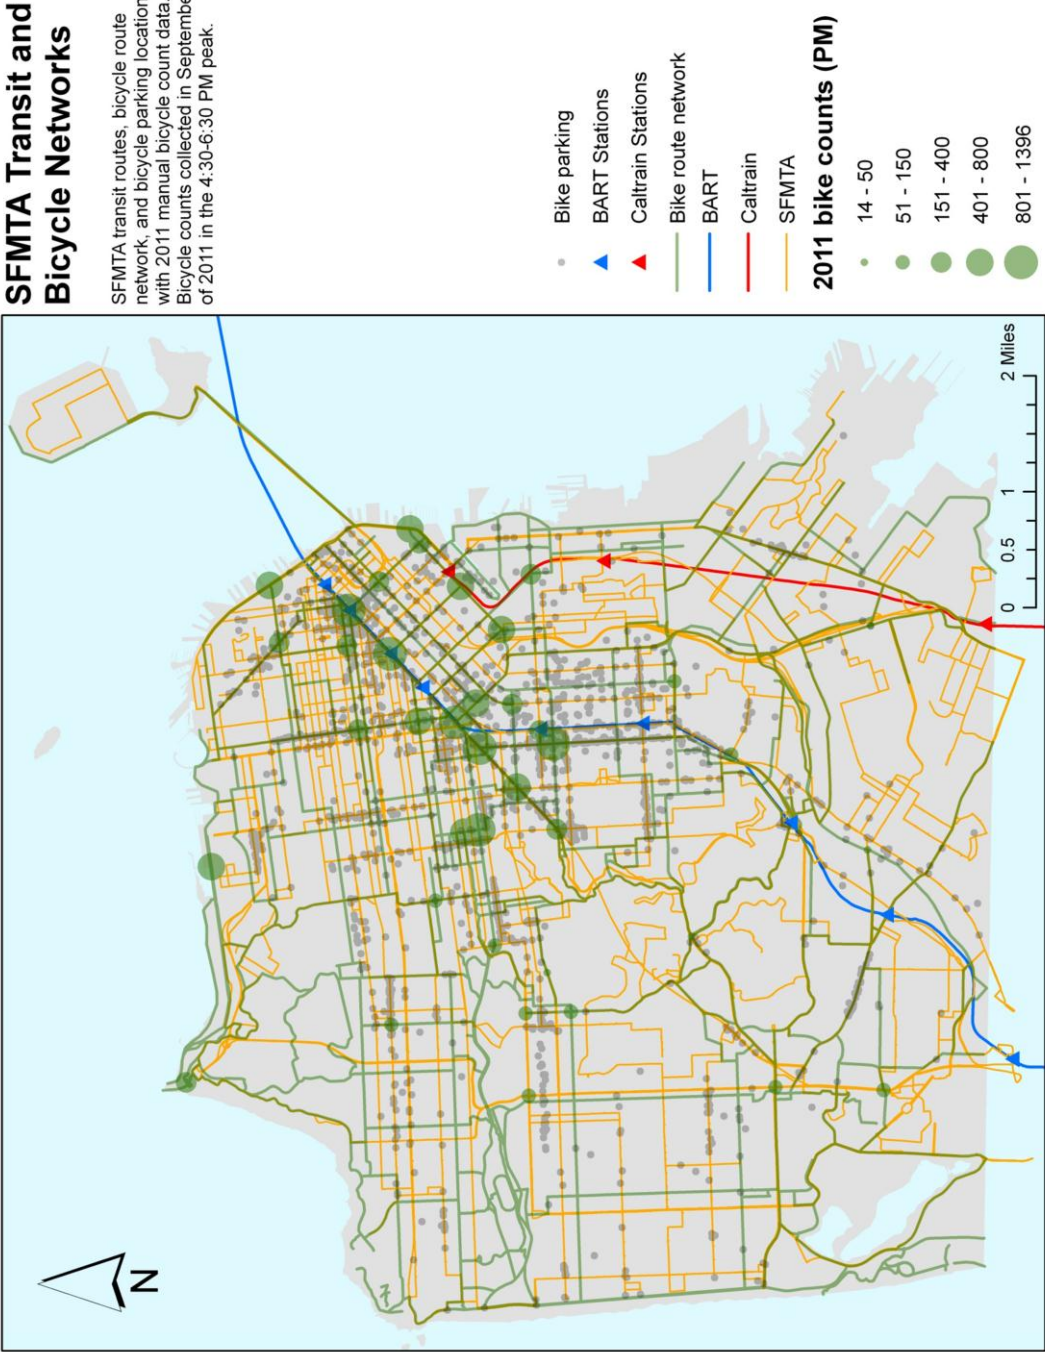 SFMTA Transit and
Bicycle Networks
SFMTA transit routes, bicycle route
network, and bicycle parking location
with 2011 manual bicycle count data.
Bicycle counts collected in Septembe
of 2011 in the 4:30-6:30 PM peak.
Bike parking
BART Stations
Caltrain Stations
Bike route network
BART
Caltrain
SFMTA
2011 bike counts (PM)
14 - 50
51 - 150
151 - 400
401 - 800
801 - 1396
N
0 0.5 1 2 Miles